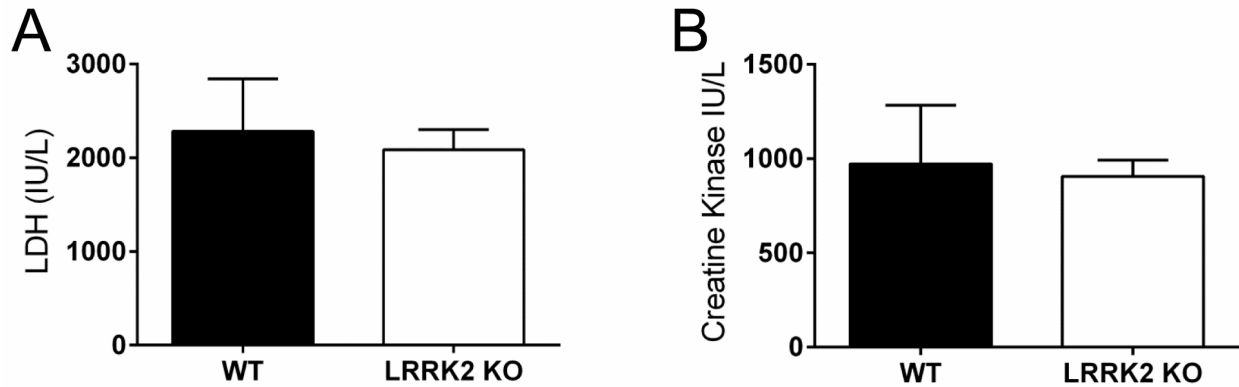 A
LDH (IU/L)
3000
2000
1000
0
WT
LRRK2 KO
B
Creatine Kinase IU/L
1500
1000
500
0
WT
LRRK2 KO